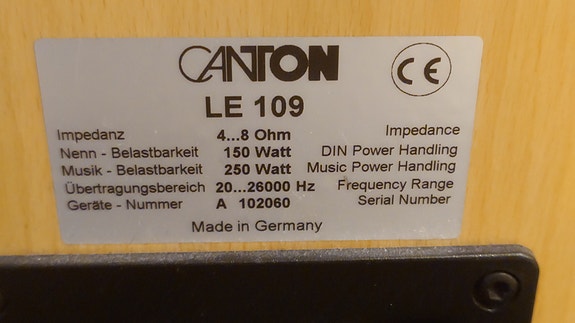 CANTON
CE
LE 109
Impedanz 4...8 Ohm Impedance
Nenn - Belastbarkeit 150 Watt DIN Power Handling
Musik - Belastbarkeit 250 Watt Music Power Handling
Übertragungsbereich 20...26000 Hz Frequency Range
Geräte - Nummer A 102060 Serial Number
Made in Germany